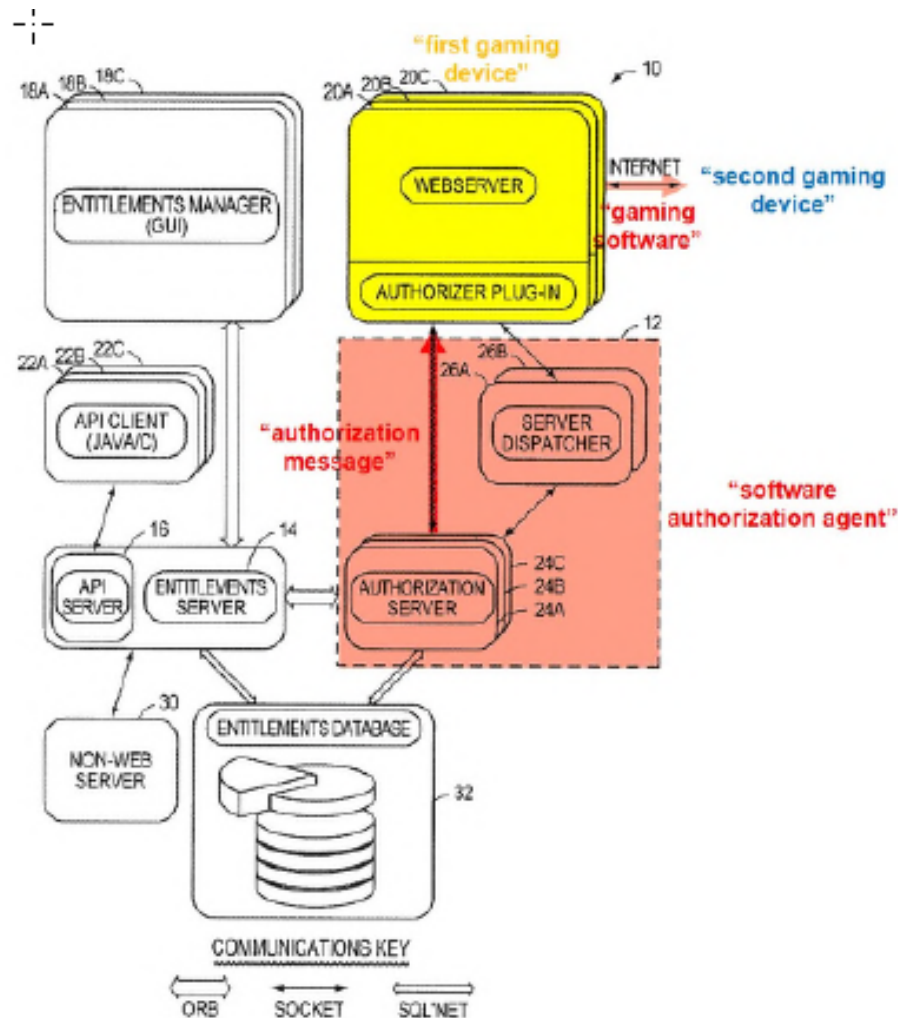 “first gaming
device”
10
18A 18B 18C
20A 20B 20C
WEBSERVER
INTERNET
“second gaming
device”
“gaming
software”
ENTITLEMENTS MANAGER
(GUI)
AUTHORIZER PLUG-IN
12
22A 22B 22C
26A 26B
API CLIENT
(JAVA/C)
SERVER
DISPATCHER
“authorization
message”
“software
authorization agent”
16
14
API
SERVER
ENTITLEMENTS
SERVER
AUTHORIZATION
SERVER
24C
24B
24A
30
NON-WEB
SERVER
ENTITLEMENTS DATABASE
32
COMMUNICATIONS KEY
ORB
SOCKET
SQL*NET